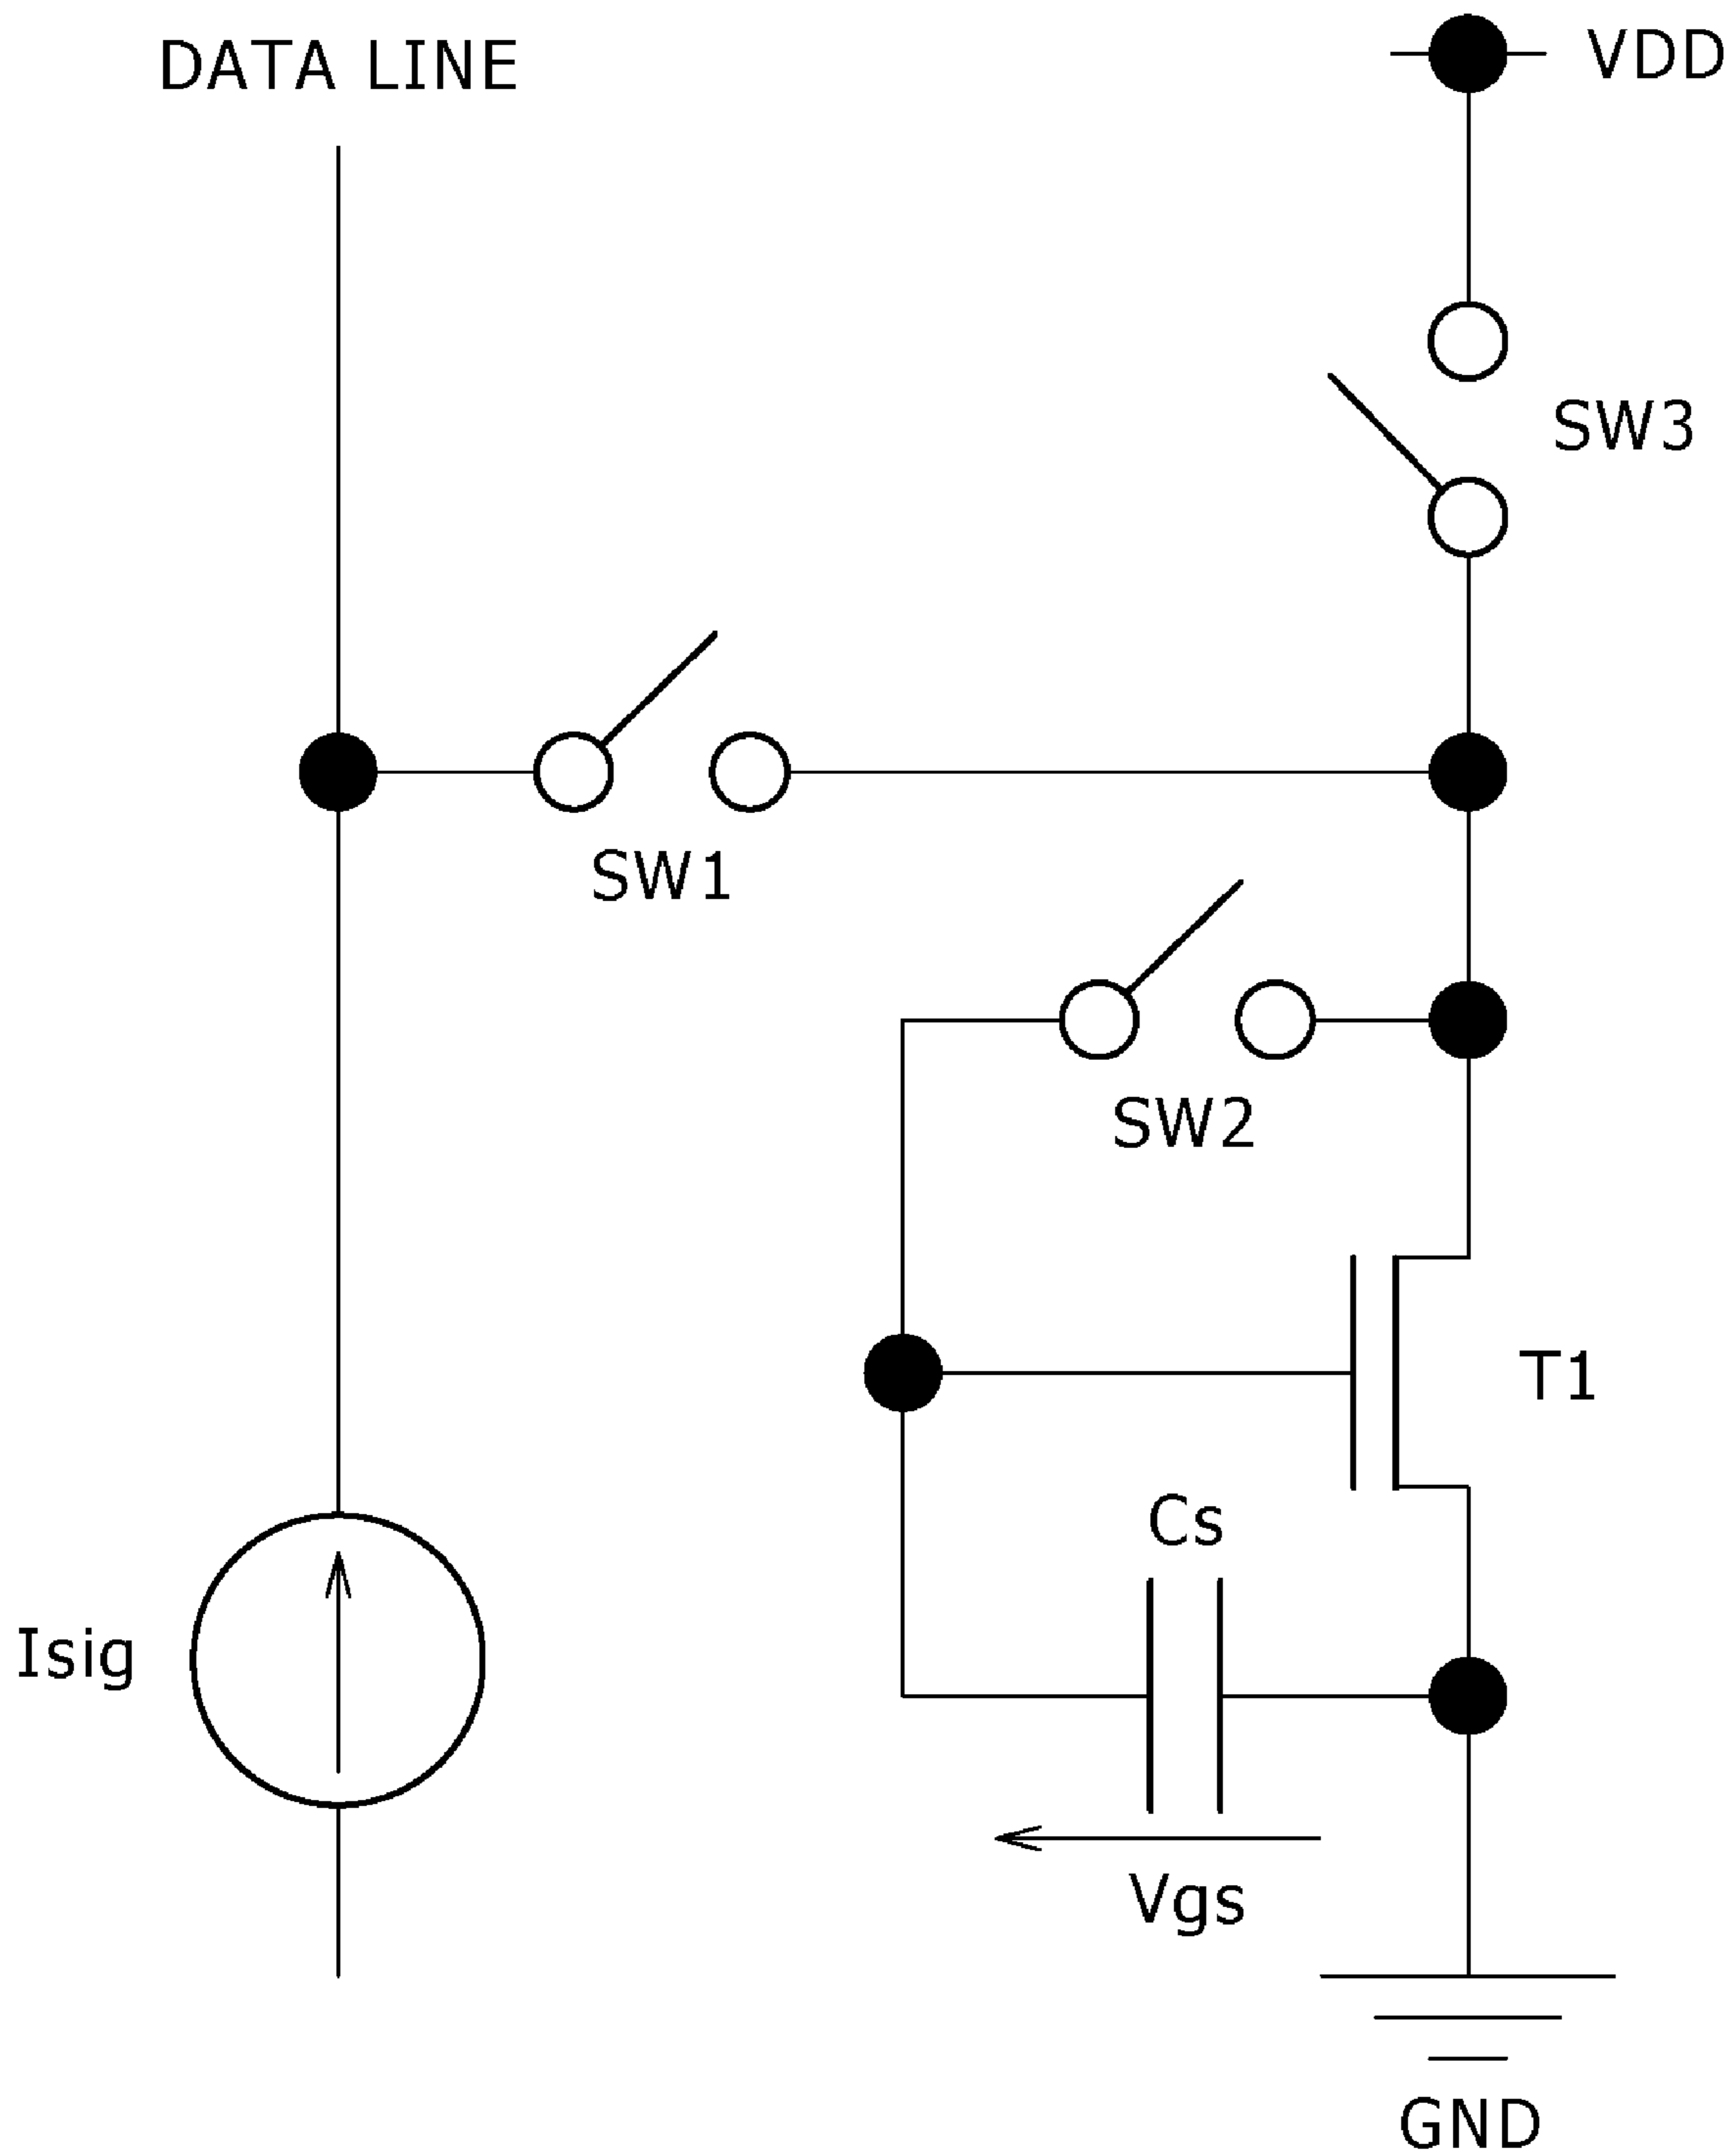 DATA LINE
VDD
SW3
SW1
SW2
T1
Cs
Isig
Vgs
GND